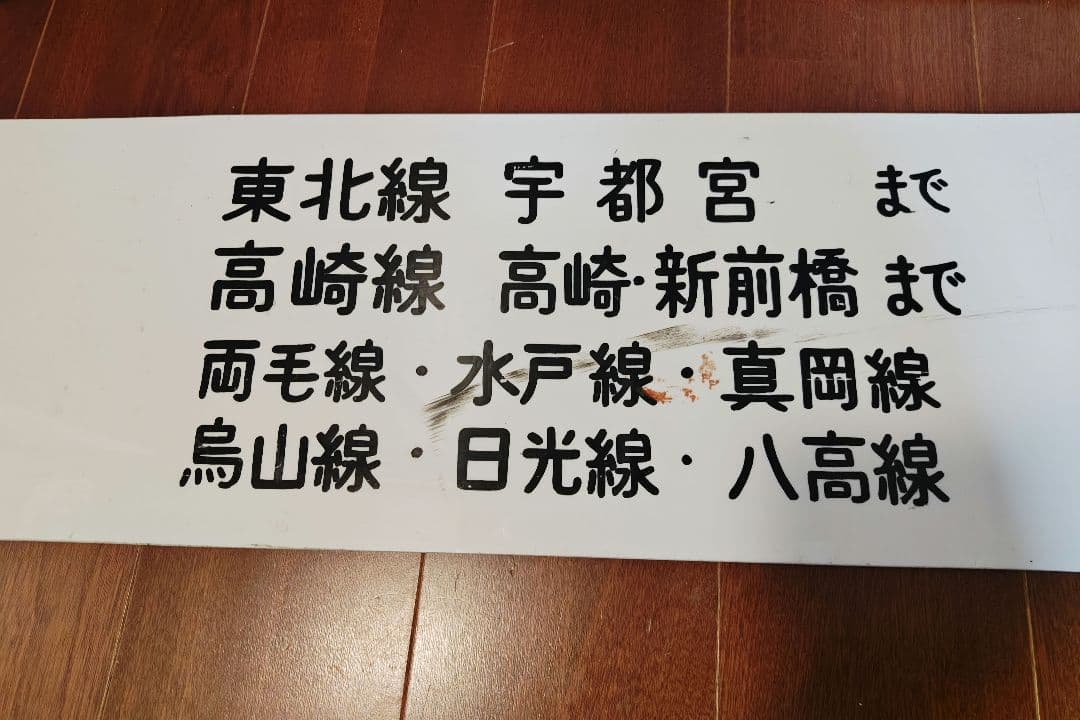 東北線 宇都宮 まで
高崎線 高崎・新前橋 まで
両毛線・水戸線・真岡線
烏山線・日光線・八高線